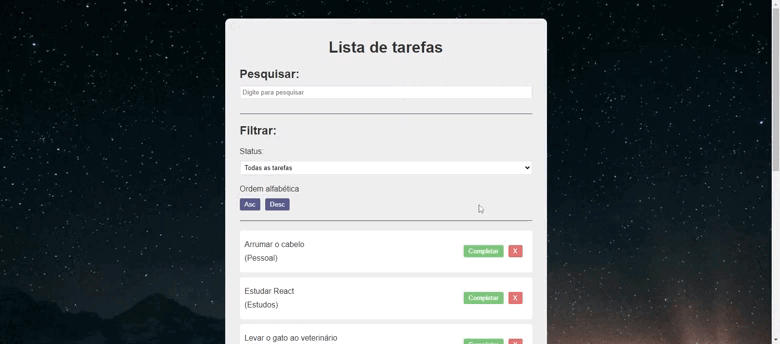 Lista de tarefas
Pesquisar:
Digite para pesquisar
Filtrar:
Status:
Todas as tarefas
Ordem alfabética
Asc Desc
Arrumar o cabelo
(Pessoal)
Completar X
Estudar React
(Estudos)
Completar X
Levar o gato ao veterinário
Completar X